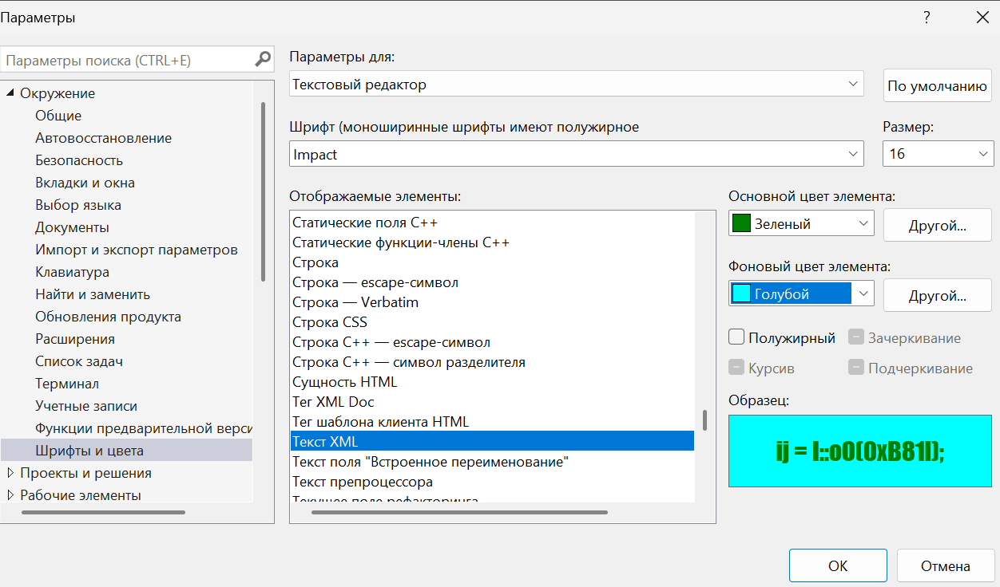 Параметры
?
Параметры поиска (CTRL+E)
Окружение
Общие
Автовосстановление
Безопасность
Вкладки и окна
Выбор языка
Документы
Импорт и экспорт параметров
Клавиатура
Найти и заменить
Обновления продукта
Расширения
Список задач
Терминал
Учетные записи
Функции предварительной верси
Шрифты и цвета
Проекты и решения
Рабочие элементы
Параметры для:
Текстовый редактор
По умолчанию
Шрифт (моноширинные шрифты имеют полужирное
Размер:
Impact
16
Отображаемые элементы:
Статические поля C++
Статические функции-члены C++
Строка
Строка — escape-символ
Строка — Verbatim
Строка CSS
Строка C++ — escape-символ
Строка C++ — символ разделителя
Сущность HTML
Тег XML Doc
Тег шаблона клиента HTML
Текст XML
Текст поля "Встроенное переименование"
Текст препроцессора
Текущее поле рефакторинга
Основной цвет элемента:
Зеленый
Другой...
Фоновый цвет элемента:
Голубой
Другой...
Полужирный
Зачеркивание
Курсив
Подчеркивание
Образец:
ij = I::oO(0xB81l);
ОК
Отмена